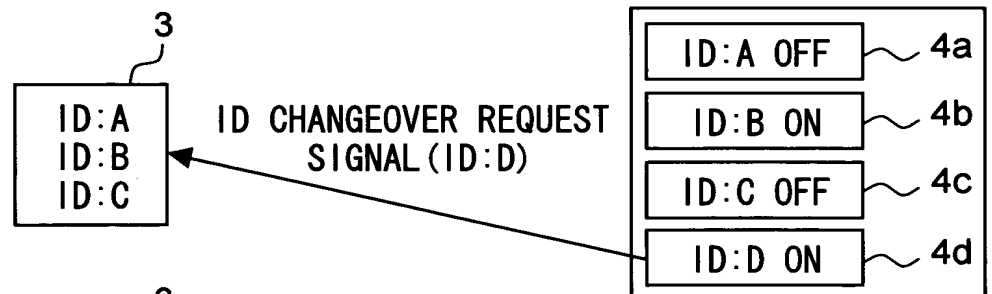 3
ID:A
ID:B
ID:C
ID CHANGEOVER REQUEST
SIGNAL(ID:D)
ID:A OFF
4a
ID:B ON
4b
ID:C OFF
4c
ID:D ON
4d